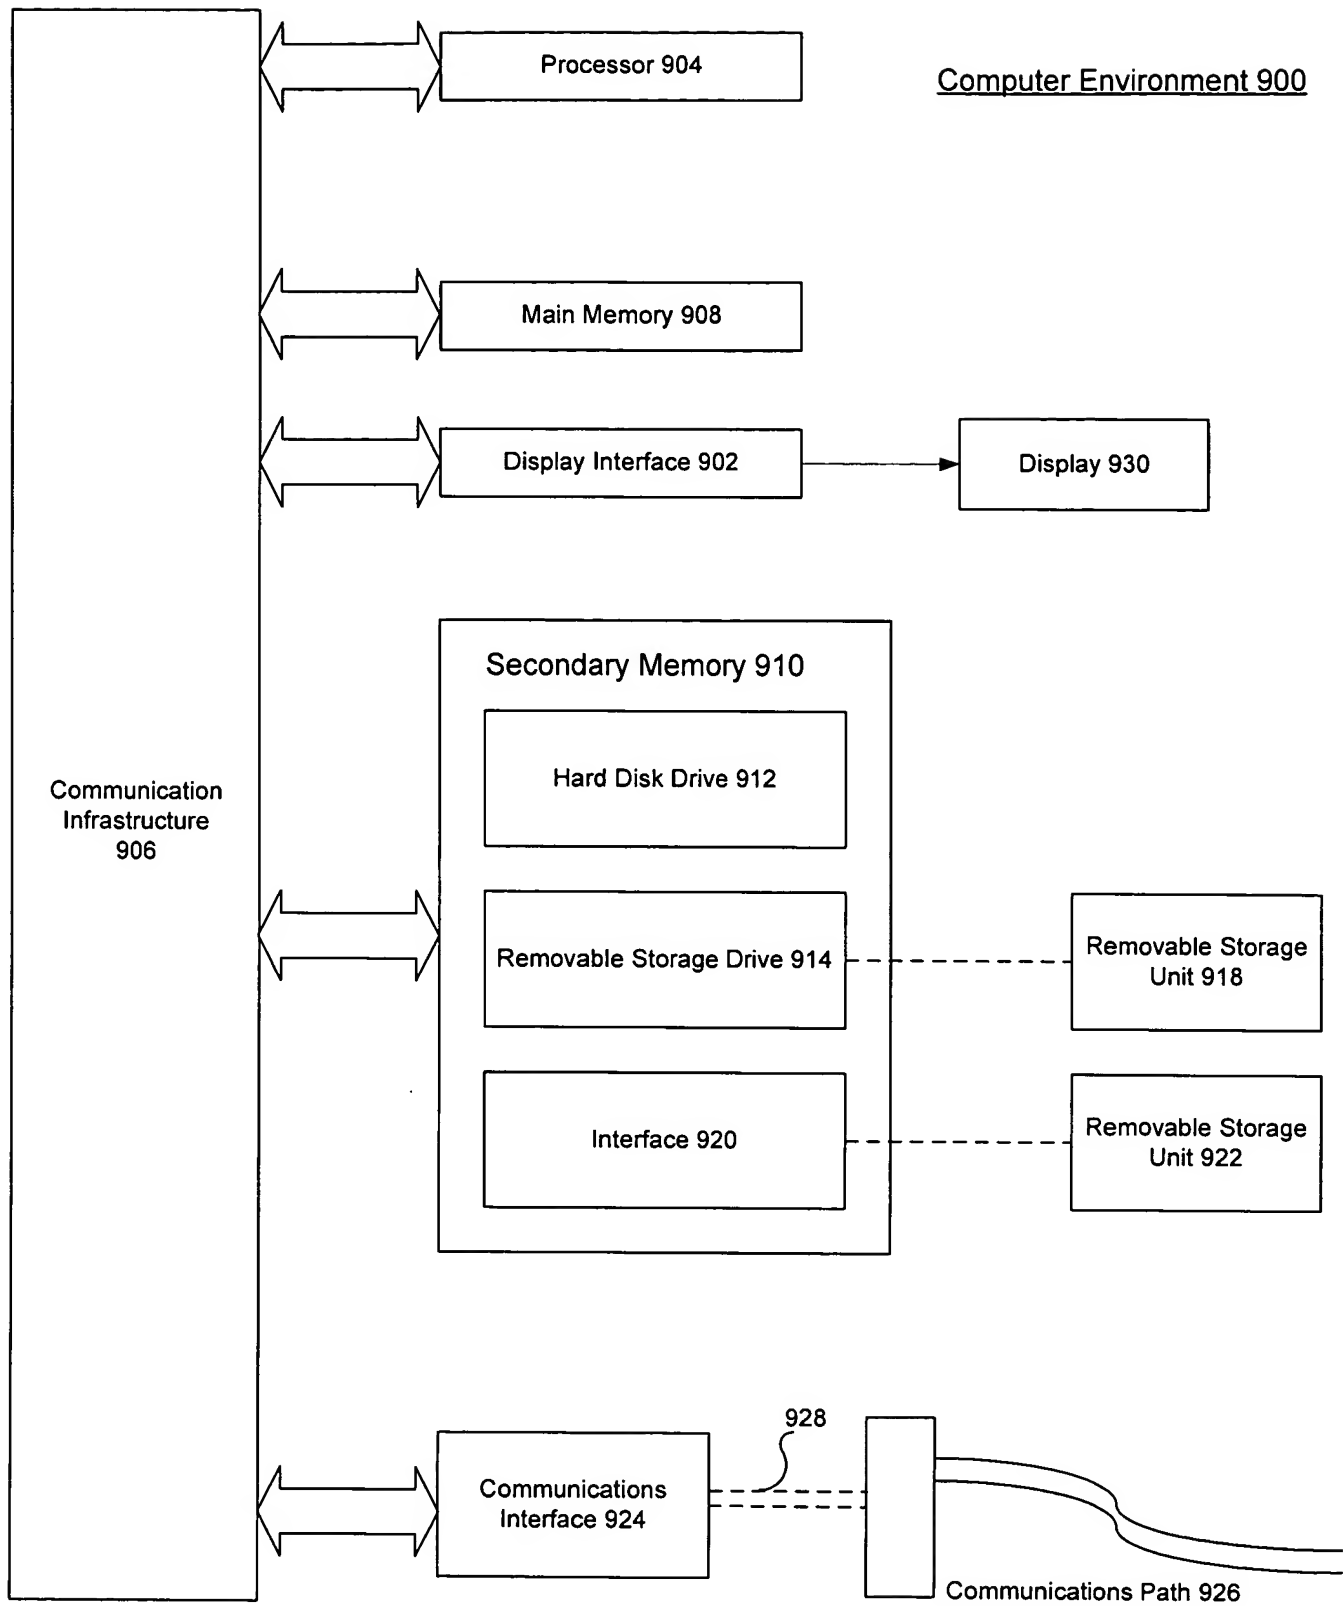 Processor 904
Computer Environment 900
Main Memory 908
Display Interface 902
Display 930
Secondary Memory 910
Hard Disk Drive 912
Communication
Infrastructure
906
Removable Storage Drive 914
Removable Storage
Unit 918
Interface 920
Removable Storage
Unit 922
928
Communications
Interface 924
Communications Path 926